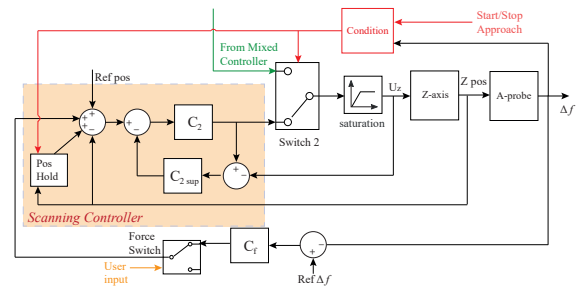 Condition
Start/Stop
Approach
From Mixed
Controller
Ref pos
Switch 2
saturation
Uz
Z-axis
Z pos
A-probe
Δf
C2
C2 sup
Pos
Hold
Scanning Controller
Force
Switch
User
input
Cf
Ref Δf